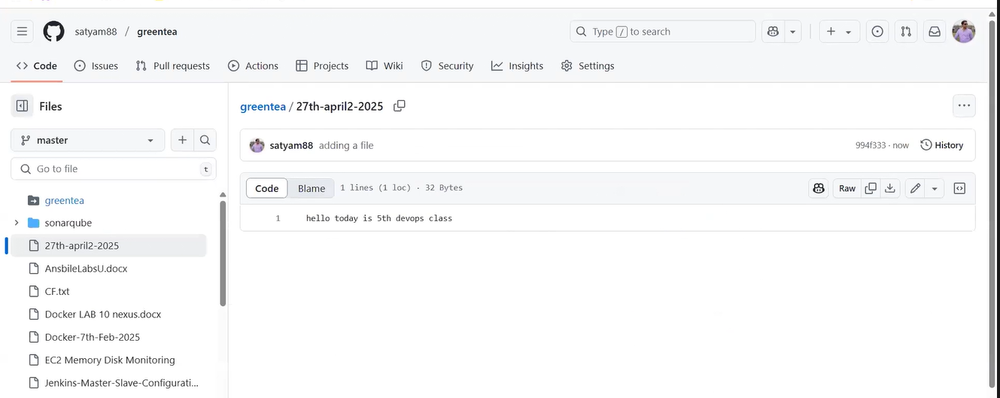 satyam88 / greentea
Type / to search
Code Issues Pull requests Actions Projects Wiki Security Insights Settings
Files
master
Go to file t
greentea
sonarqube
27th-april2-2025
AnsbileLabsU.docx
CF.txt
Docker LAB 10 nexus.docx
Docker-7th-Feb-2025
EC2 Memory Disk Monitoring
Jenkins-Master-Slave-Configurati...
greentea / 27th-april2-2025
satyam88 adding a file 994f333 · now History
Code Blame 1 lines (1 loc) · 32 Bytes Raw
1 hello today is 5th devops class